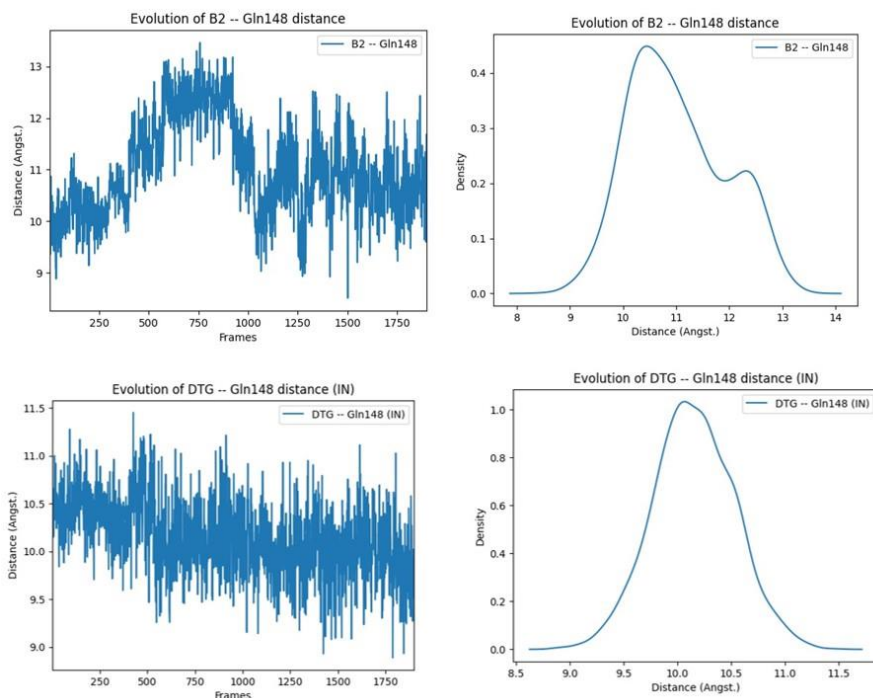 Evolution of B2 -- Gln148 distance
B2 -- Gln148
13
12
11
10
9
Distance (Angst.)
250 500 750 1000 1250 1500 1750
Frames
Evolution of B2 -- Gln148 distance
B2 -- Gln148
0.4
0.3
0.2
0.1
0.0
Density
8 9 10 11 12 13 14
Distance (Angst.)
Evolution of DTG -- Gln148 distance (IN)
DTG -- Gln148 (IN)
11.5
11.0
10.5
10.0
9.5
9.0
Distance (Angst.)
250 500 750 1000 1250 1500 1750
Frames
Evolution of DTG -- Gln148 distance (IN)
DTG -- Gln148 (IN)
1.0
0.8
0.6
0.4
0.2
0.0
Density
8.5 9.0 9.5 10.0 10.5 11.0 11.5
Distance (Angst.)